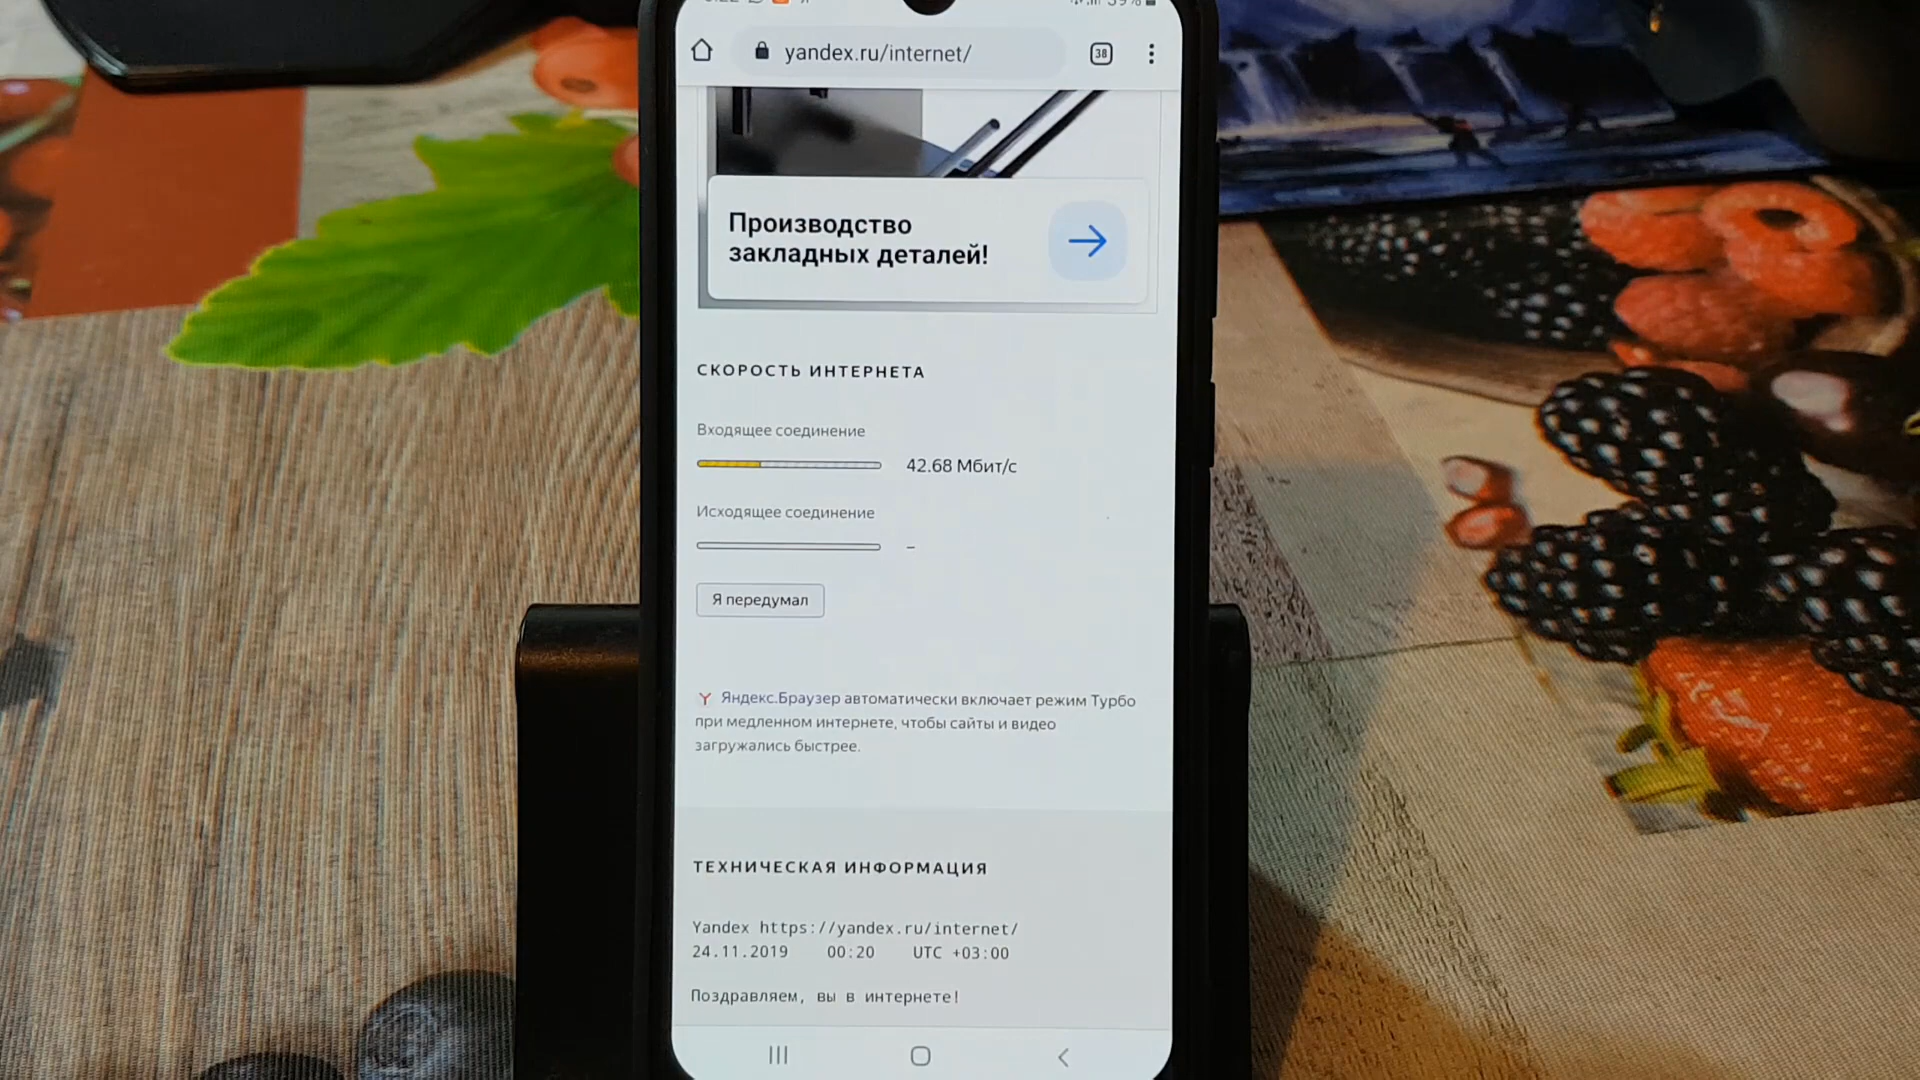 yandex.ru/internet/
38
Производство
закладных деталей!
СКОРОСТЬ ИНТЕРНЕТА
Входящее соединение
42.68 Мбит/с
Исходящее соединение
–
Я передумал
Яндекс.Браузер автоматически включает режим Турбо
при медленном интернете, чтобы сайты и видео
загружались быстрее.
ТЕХНИЧЕСКАЯ ИНФОРМАЦИЯ
Yandex https://yandex.ru/internet/
24.11.2019 00:20 UTC +03:00
Поздравляем, вы в интернете!